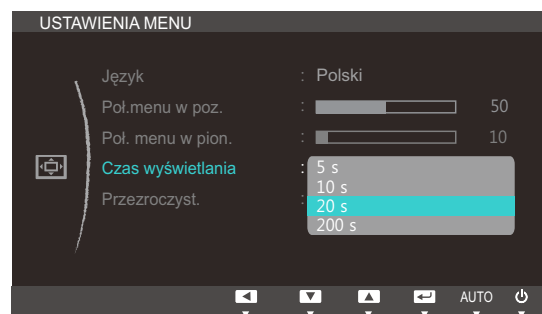 USTAWIENIA MENU
Język : Polski
Poł.menu w poz. : 50
Poł. menu w pion. : 10
Czas wyświetlania : 5 s
10 s
20 s
200 s
Przezroczyst. :
AUTO